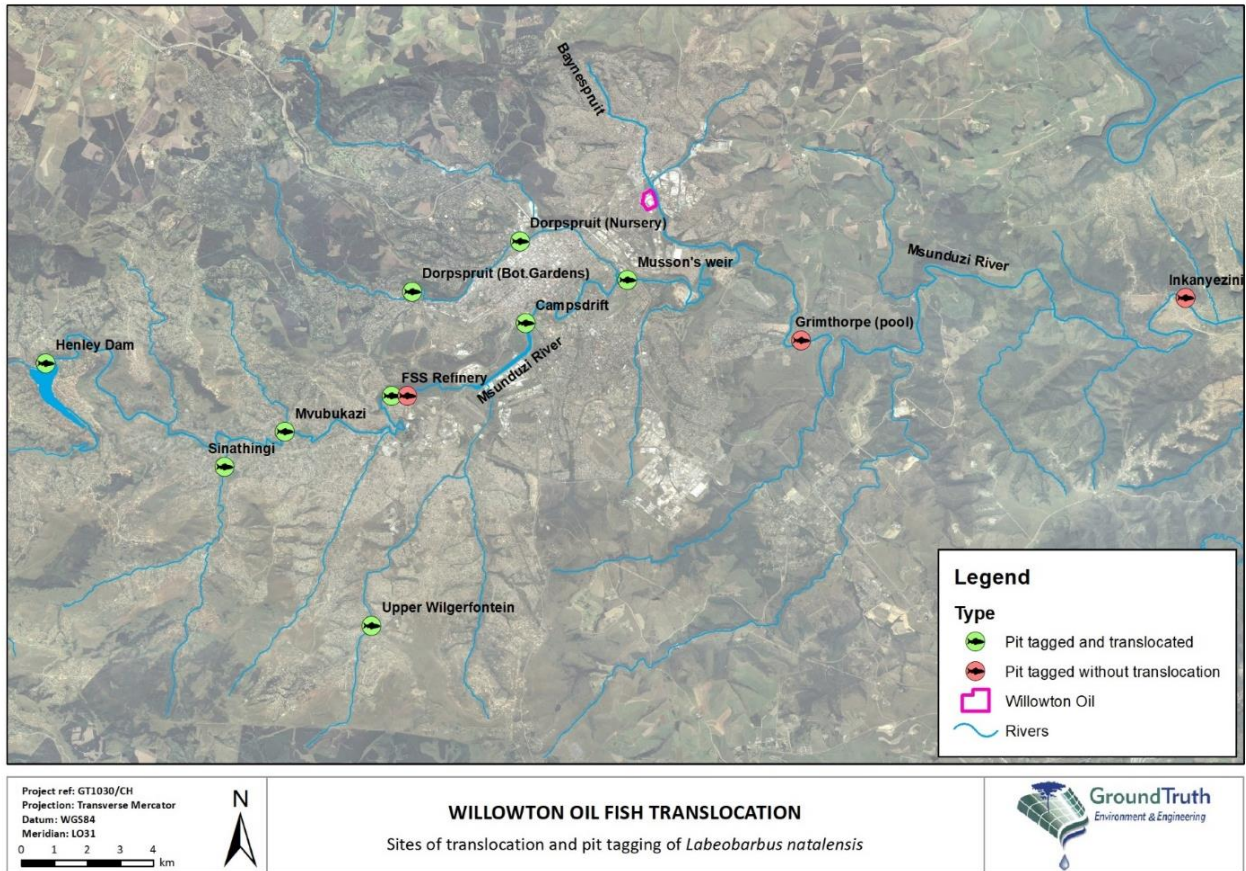 Baynespruit
Dorpspruit (Nursery)
Dorpspruit (Bot.Gardens)
Musson's weir
Msunduzi River
Inkanyezini
Campsdrift
Grimthorpe (pool)
Henley Dam
FSS Refinery
Msunduzi River
Mvubukazi
Sinathingi
Upper Wilgerfontein
Legend
Type
Pit tagged and translocated
Pit tagged without translocation
Willowton Oil
Rivers
Project ref: GT1030/CH
Projection: Transverse Mercator
Datum: WGS84
Meridian: LO31
0 1 2 3 4
km
N
WILLOWTON OIL FISH TRANSLOCATION
Sites of translocation and pit tagging of Labeobarbus natalensis
GroundTruth
Environment & Engineering